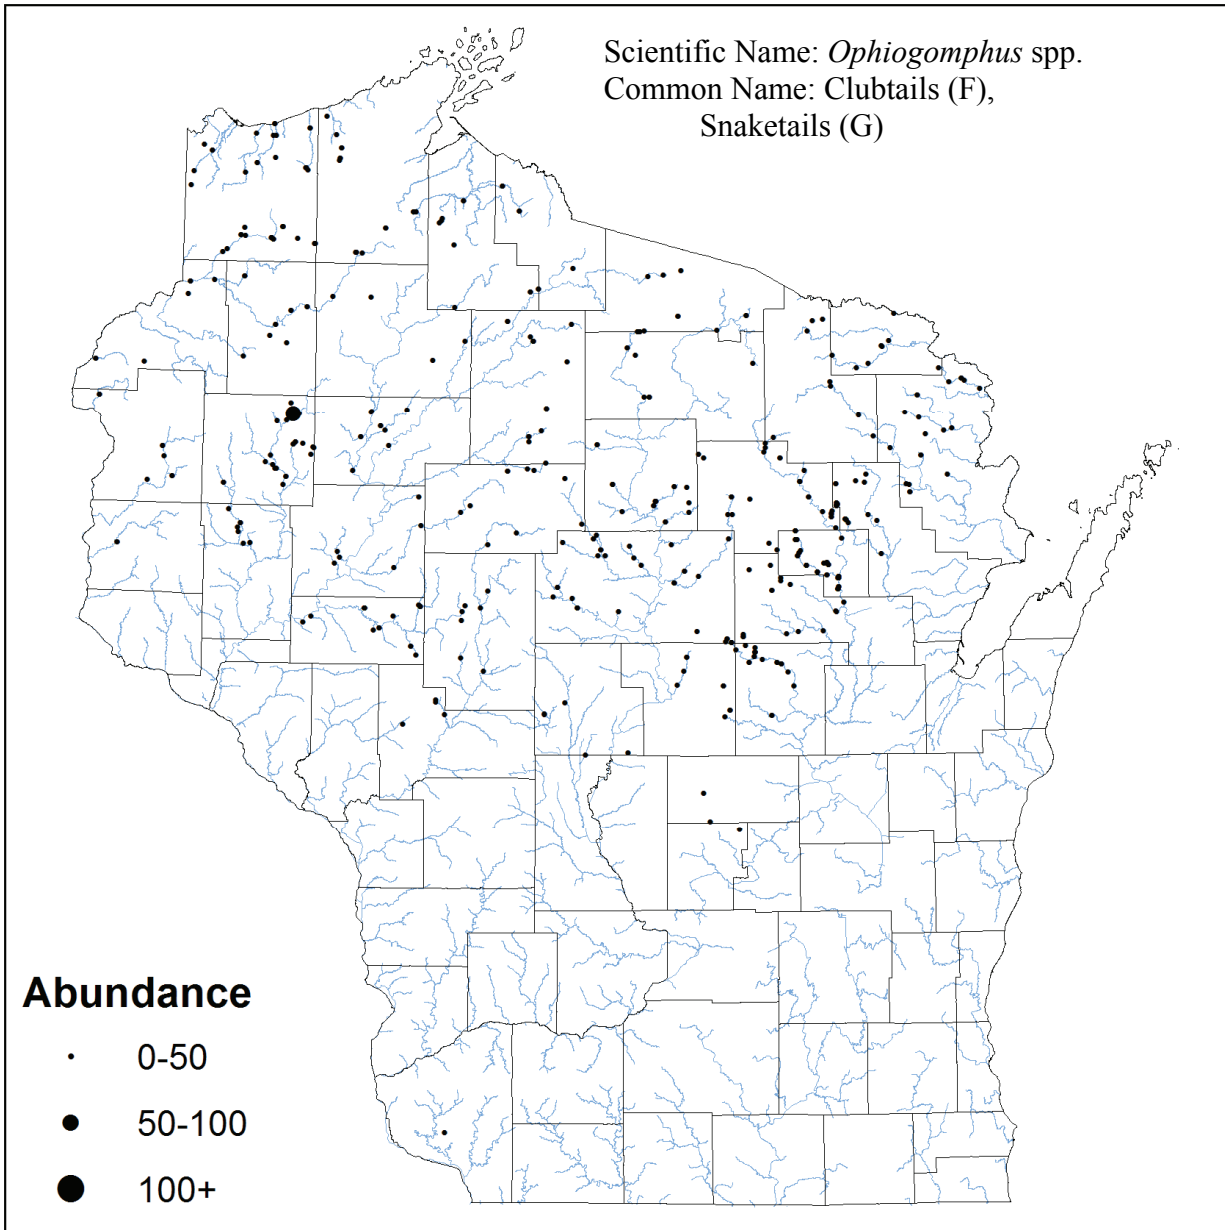 Scientific Name: Ophiogomphus spp.
Common Name: Clubtails (F),
Snaketails (G)
Abundance
0-50
50-100
100+